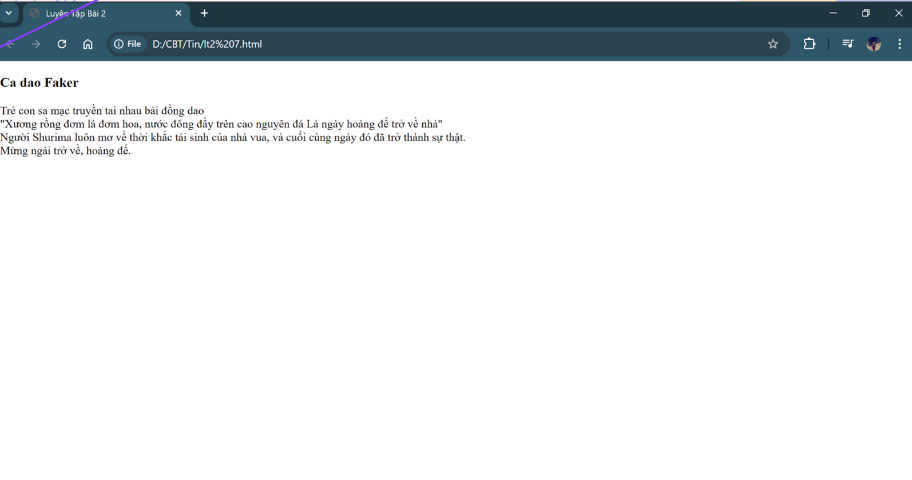 Luyện Tập Bài 2
File D:/CBT/Tin/lt2%207.html
Ca dao Faker
Trẻ con sa mạc truyền tai nhau bài đồng dao
"Xương rồng đơm lá đơm hoa, nước đông đầy trên cao nguyên đá Là ngày hoàng đế trở về nhà"
Người Shurima luôn mơ về thời khắc tái sinh của nhà vua, và cuối cùng ngày đó đã trở thành sự thật.
Mừng ngài trở về, hoàng đế.